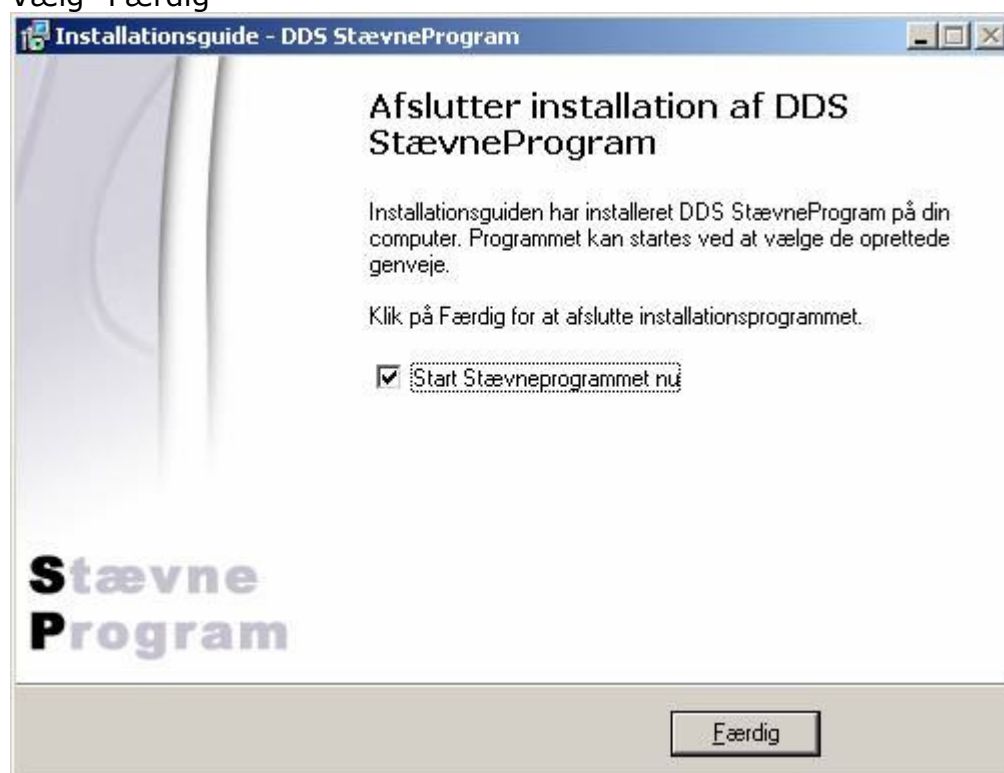 Vælg "Færdig"
Installationsguide - DDS StævneProgram
Afslutter installation af DDS
StævneProgram
Installationsguiden har installeret DDS StævneProgram på din
computer. Programmet kan startes ved at vælge de oprettede
genveje.
Klik på Færdig for at afslutte installationsprogrammet.
Start Stævneprogrammet nu
Stævne
Program
Færdig